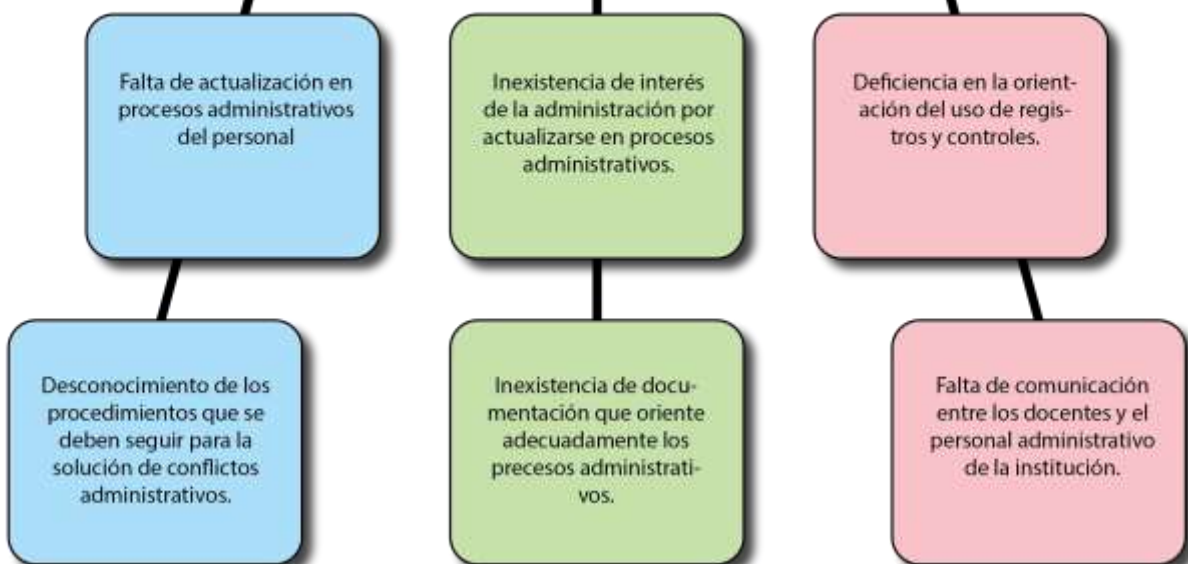 Falta de actualización en
procesos administrativos
del personal
Inexistencia de interés
de la administración por
actualizarse en procesos
administrativos.
Deficiencia en la orient-
ación del uso de regis-
tros y controles.
Desconocimiento de los
procedimientos que se
deben seguir para la
solución de conflictos
administrativos.
Inexistencia de docu-
mentación que oriente
adecuadamente los
precesos administrati-
vos.
Falta de comunicación
entre los docentes y el
personal administrativo
de la institución.